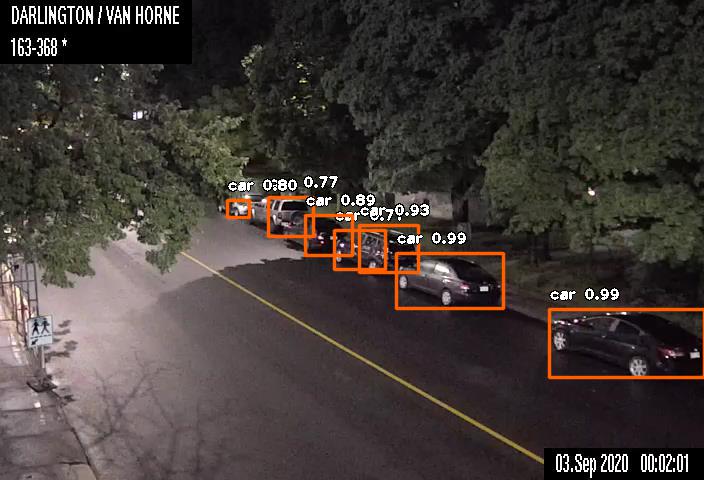 DARLINGTON / VAN HORNE
163-368 *
car 0.80
0.77
car 0.89
car 0.93
car 0.99
car 0.99
03.Sep 2020 00:02:01